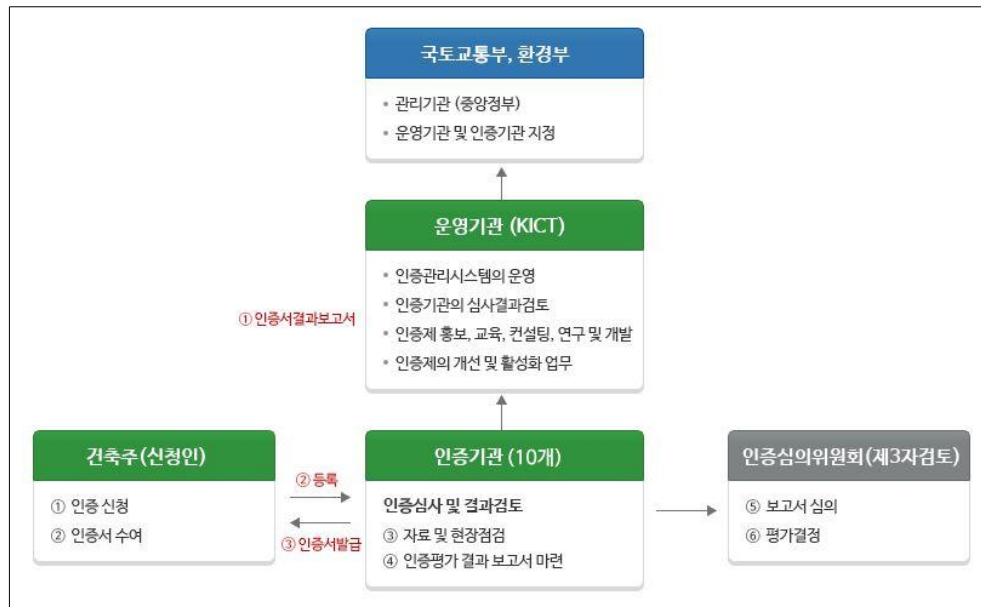 국토교통부, 환경부
• 관리기관 (중앙정부)
• 운영기관 및 인증기관 지정
운영기관 (KICT)
• 인증관리시스템의 운영
• 인증기관의 심사결과검토
• 인증제 홍보, 교육, 컨설팅, 연구 및 개발
• 인증제의 개선 및 활성화 업무
① 인증서결과보고서
건축주(신청인)
① 인증 신청
② 인증서 수여
② 등록
③ 인증서발급
인증기관 (10개)
인증심사 및 결과검토
③ 자료 및 현장점검
④ 인증평가 결과 보고서 마련
인증심의위원회(제3자검토)
⑤ 보고서 심의
⑥ 평가결정